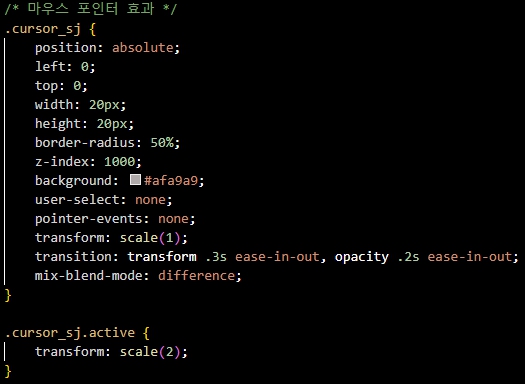 /* 마우스 포인터 효과 */
.cursor_sj {
position: absolute;
left: 0;
top: 0;
width: 20px;
height: 20px;
border-radius: 50%;
z-index: 1000;
background: #afa9a9;
user-select: none;
pointer-events: none;
transform: scale(1);
transition: transform .3s ease-in-out, opacity .2s ease-in-out;
mix-blend-mode: difference;
}
.cursor_sj.active {
transform: scale(2);
}